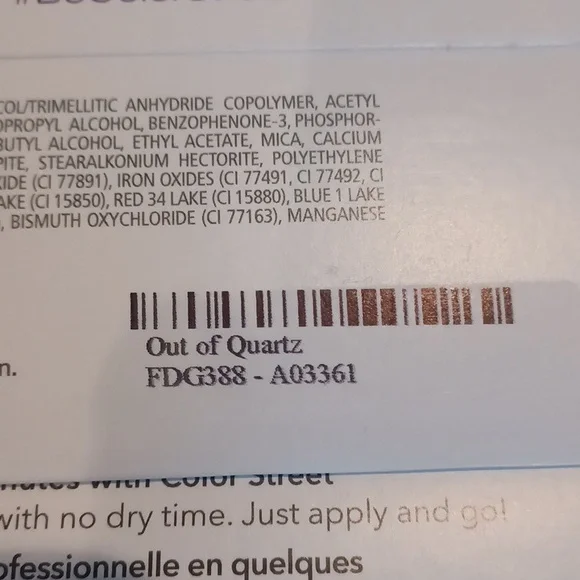 COL/TRIMELLITIC ANHYDRIDE COPOLYMER, ACETYL
OPROPYL ALCOHOL, BENZOPHENONE-3, PHOSPHOR-
BUTYL ALCOHOL, ETHYL ACETATE, MICA, CALCIUM
PITE, STEARALKONIUM HECTORITE, POLYETHYLENE
IDE (CI 77891), IRON OXIDES (CI 77491, CI 77492, CI
AKE (CI 15850), RED 34 LAKE (CI 15880), BLUE 1 LAKE
, BISMUTH OXYCHLORIDE (CI 77163), MANGANESE
Out of Quartz
n.
FDG388 - A03361
with Color Street
with no dry time. Just apply and go!
ofessionnelle en quelques